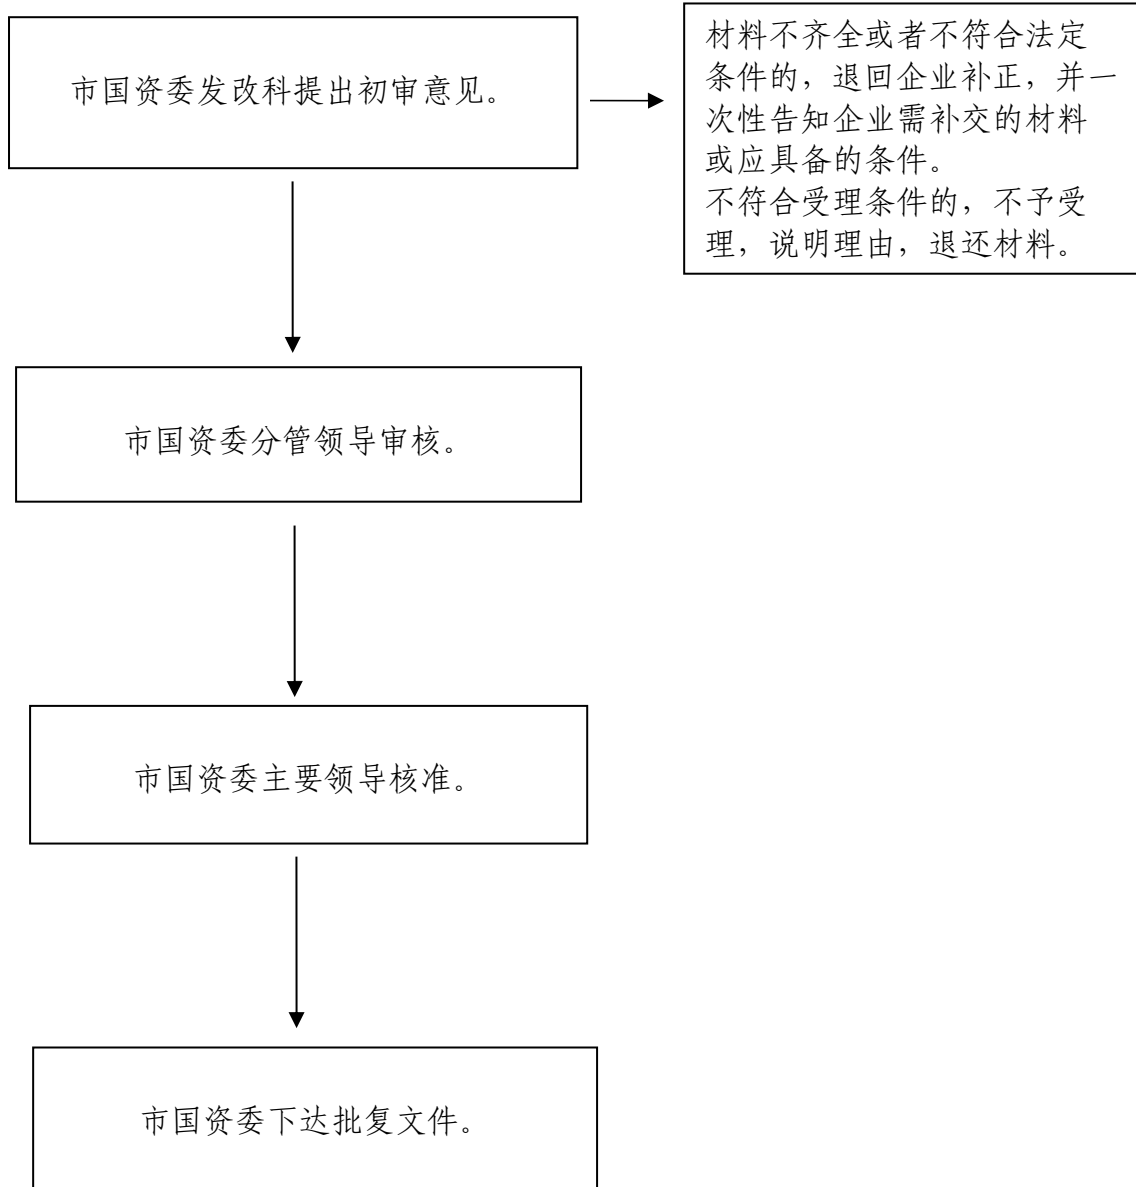 市国资委发改科提出初审意见。
材料不齐全或者不符合法定
条件的，退回企业补正，并一
次性告知企业需补交的材料
或应具备的条件。
不符合受理条件的，不予受
理，说明理由，退还材料。
市国资委分管领导审核。
市国资委主要领导核准。
市国资委下达批复文件。